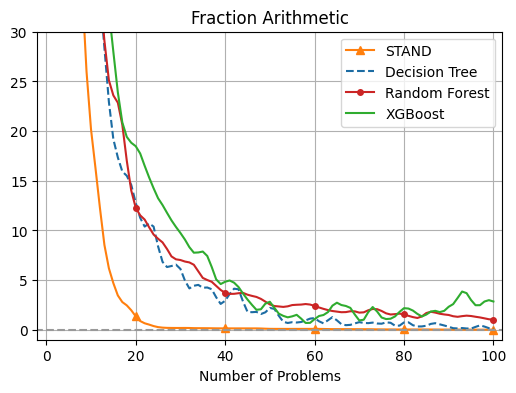 Fraction Arithmetic
STAND
Decision Tree
Random Forest
XGBoost
30
25
20
15
10
5
0
0 20 40 60 80 100
Number of Problems